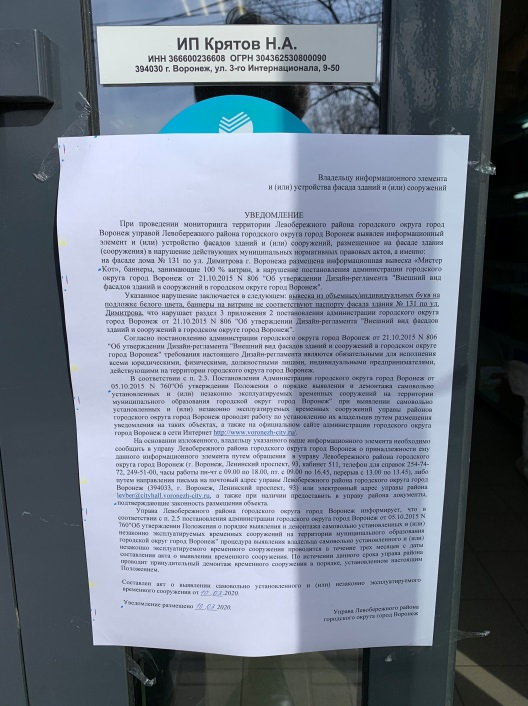 ИП Крятов Н.А.
ИНН 366600236608 ОГРН 304362530800090
394030 г. Воронеж, ул. 3-го Интернационала, 9-50
Владельцу информационного элемента
и (или) устройства фасада зданий и (или) сооружений
УВЕДОМЛЕНИЕ
При проведении мониторинга территории Левобережного района городского округа город
Воронеж управой Левобережного района городского округа город Воронеж выявлен информационный
элемент и (или) устройство фасадов зданий и (или) сооружений, размещенное на фасаде здания
(сооружения) в нарушение действующих муниципальных нормативных правовых актов, а именно:
на фасаде дома № 131 по ул. Димитрова г. Воронежа размещена информационная вывеска «Мистер
Кот», баннеры, занимающие 100 % витрин, в нарушение постановления администрации городского
округа город Воронеж от 21.10.2015 N 806 "Об утверждении Дизайн-регламента "Внешний вид
фасадов зданий и сооружений в городском округе город Воронеж".
Указанное нарушение заключается в следующем: вывеска из объемных/индивидуальных букв на
подложке белого цвета, баннеры на витрине не соответствуют паспорту фасада здания № 131 по ул.
Димитрова, что нарушает раздел 3 приложения 2 постановления администрации городского округа
город Воронеж от 21.10.2015 N 806 "Об утверждении Дизайн-регламента "Внешний вид фасадов
зданий и сооружений в городском округе город Воронеж".
Согласно постановлению администрации городского округа город Воронеж от 21.10.2015 N 806
"Об утверждении Дизайн-регламента "Внешний вид фасадов зданий и сооружений в городском округе
город Воронеж" требования настоящего Дизайн-регламента являются обязательными для исполнения
всеми юридическими, физическими, должностными лицами, индивидуальными предпринимателями,
действующими на территории городского округа город Воронеж.
В соответствии с п. 2.3. Постановления Администрации городского округа город Воронеж от
05.10.2015 N 760"Об утверждении Положения о порядке выявления и демонтажа самовольно
установленных и (или) незаконно эксплуатируемых временных сооружений на территории
муниципального образования городской округ город Воронеж" при выявлении самовольно
установленных и (или) незаконно эксплуатируемых временных сооружений управы районов
городского округа город Воронеж проводят работу по установлению их владельцев путем размещения
уведомления на таких объектах, а также на официальном сайте администрации городского округа
город Воронеж в сети Интернет http://www.voronezh-city.ru/.
На основании изложенного, владельцу указанного выше информационного элемента необходимо
сообщить в управу Левобережного района городского округа город Воронеж о принадлежности ему
данного информационного элемента путем обращения в управу Левобережного района городского
округа город Воронеж (г. Воронеж, Ленинский проспект, 93, кабинет 511, телефон для справок 254-74-
72, 249-51-00, часы работы пн-чт с 09.00 по 18.00, пт. с 09.00 по 16.45, перерыв с 13.00 по 13.45), либо
путем направления письма на почтовый адрес управы Левобережного района городского округа город
Воронеж (394033, г. Воронеж, Ленинский проспект, 93) или электронный адрес управы района
levber@cityhall.voronezh-city.ru, а также при наличии предоставить в управу района документы,
подтверждающие законность размещения объекта.
Управа Левобережного района городского округа город Воронеж информирует, что в
соответствии с п. 2.5 постановления администрации городского округа город Воронеж от 05.10.2015 N
760"Об утверждении Положения о порядке выявления и демонтажа самовольно установленных и (или)
незаконно эксплуатируемых временных сооружений на территории муниципального образования
городской округ город Воронеж" процедура выявления владельца самовольно установленного и (или)
незаконно эксплуатируемого временного сооружения проводится в течение трех месяцев с даты
составления акта о выявлении временного сооружения. По истечении данного срока управа района
проводит принудительный демонтаж временного сооружения в порядке, установленном настоящим
Положением.
Составлен акт о выявлении самовольно установленного и (или) незаконно эксплуатируемого
временного сооружения от 10.03.2020.
Уведомление размещено 10.03.2020.
Управа Левобережного района
городского округа город Воронеж